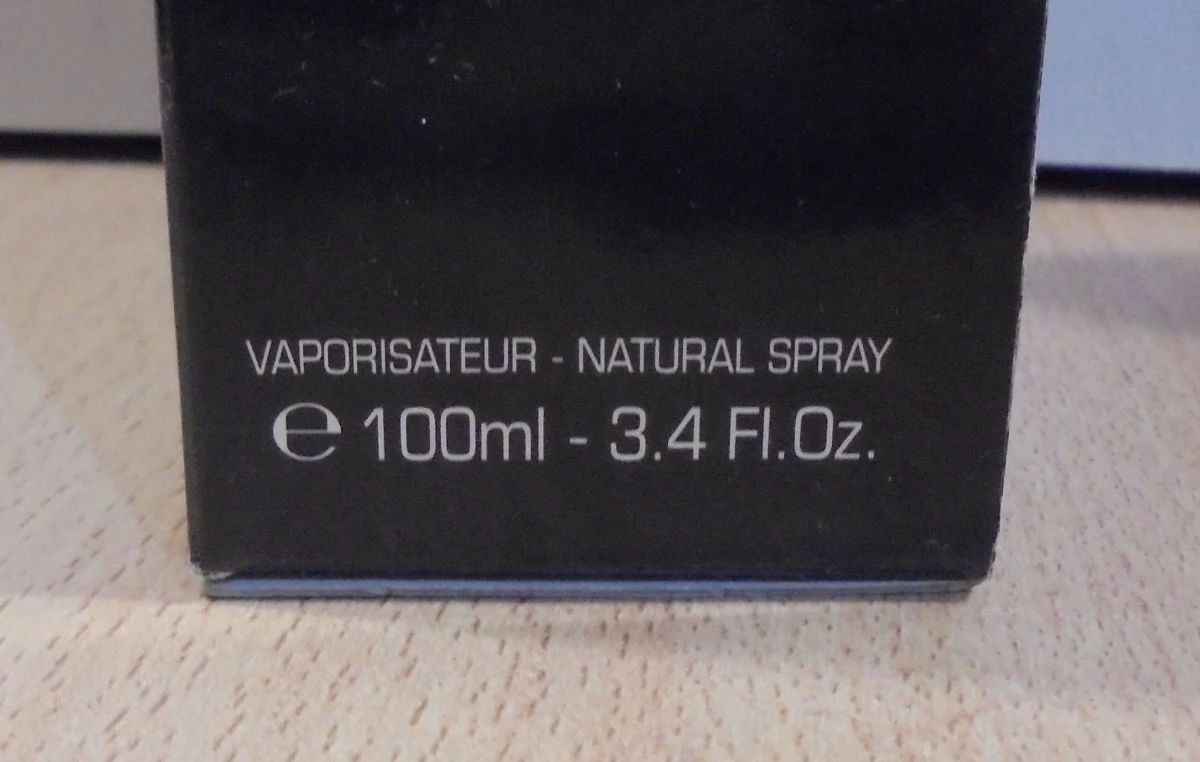 VAPORISATEUR - NATURAL SPRAY
℮ 100ml - 3.4 Fl.Oz.